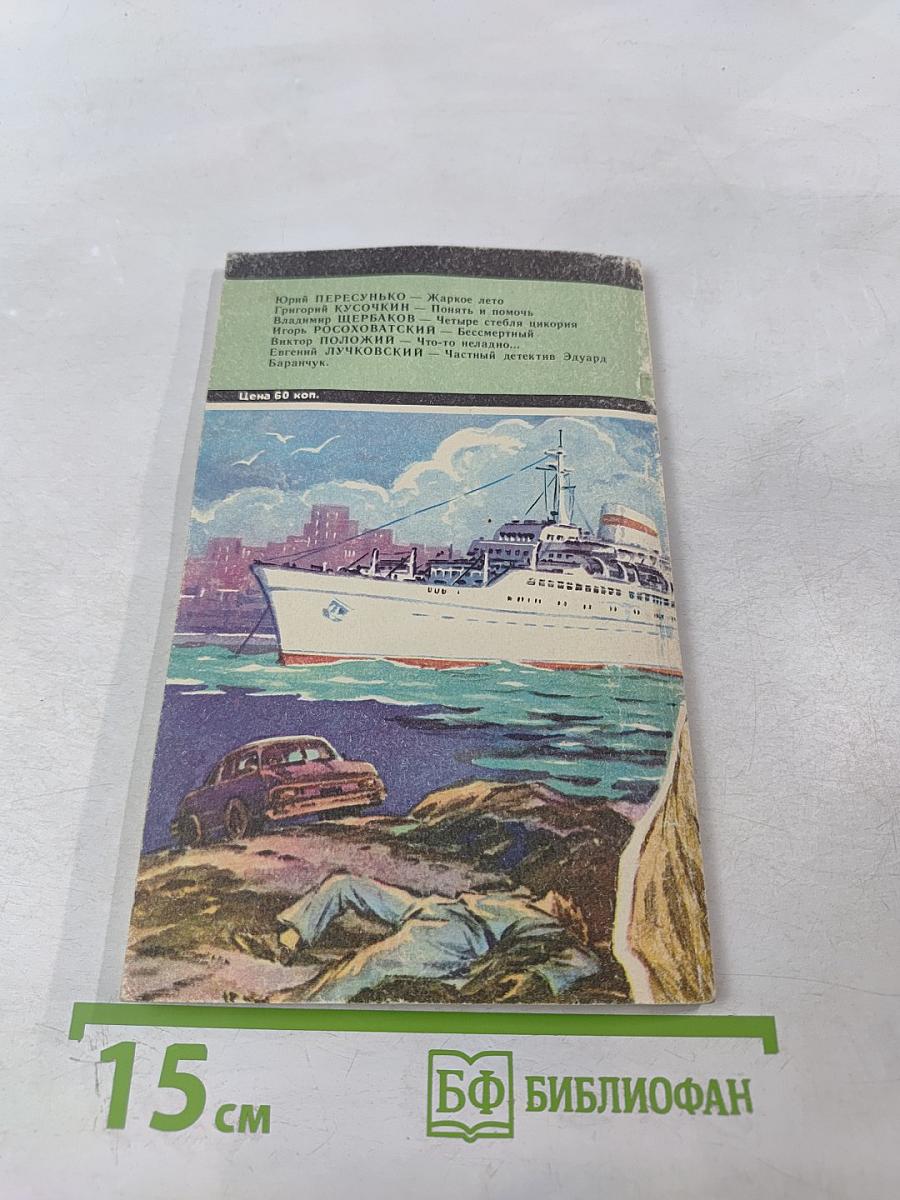 Юрий ПЕРЕСУНЬКО — Жаркое лето
Григорий КУСОЧКИН — Понять и помочь
Владимир ЩЕРБАКОВ — Четыре стебля цикория
Игорь РОСОХОВАТСКИЙ — Бессмертный
Виктор ПОЛОЖИЙ — Что-то неладно...
Евгений ЛУЧКОВСКИЙ — Частный детектив Эдуард
Баранчук.
Цена 60 коп.
15 см
БФ БИБЛИОФАН